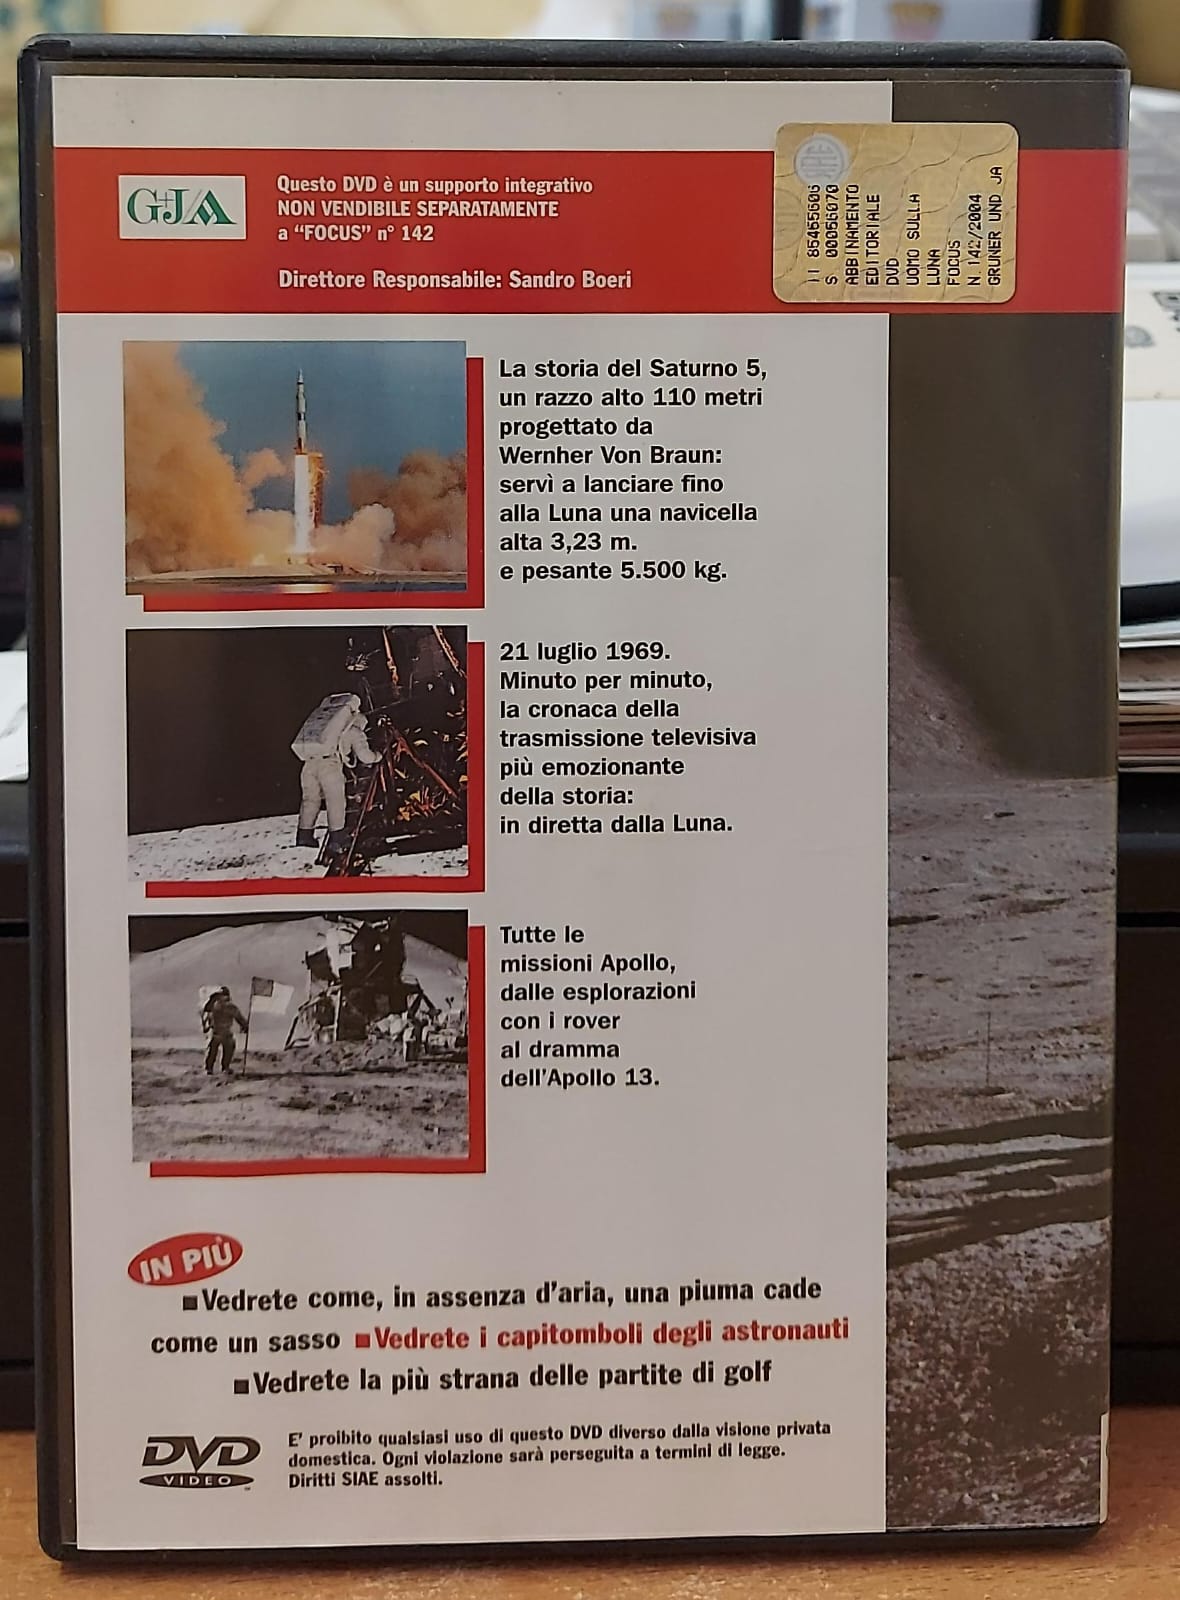 G+J/M
Questo DVD è un supporto integrativo
NON VENDIBILE SEPARATAMENTE
a “FOCUS” n° 142
Direttore Responsabile: Sandro Boeri
S. 00056070
ABBINAMENTO
EDITORIALE
DVD
UOMO SULLA
LUNA
FOCUS
N.142/2004
GRUNER UND JA
La storia del Saturno 5,
un razzo alto 110 metri
progettato da
Wernher Von Braun:
servì a lanciare fino
alla Luna una navicella
alta 3,23 m.
e pesante 5.500 kg.
21 luglio 1969.
Minuto per minuto,
la cronaca della
trasmissione televisiva
più emozionante
della storia:
in diretta dalla Luna.
Tutte le
missioni Apollo,
dalle esplorazioni
con i rover
al dramma
dell'Apollo 13.
IN PIÙ
■Vedrete come, in assenza d'aria, una piuma cade
come un sasso ■Vedrete i capitomboli degli astronauti
■Vedrete la più strana delle partite di golf
DVD
VIDEO
E' proibito qualsiasi uso di questo DVD diverso dalla visione privata
domestica. Ogni violazione sarà perseguita a termini di legge.
Diritti SIAE assolti.